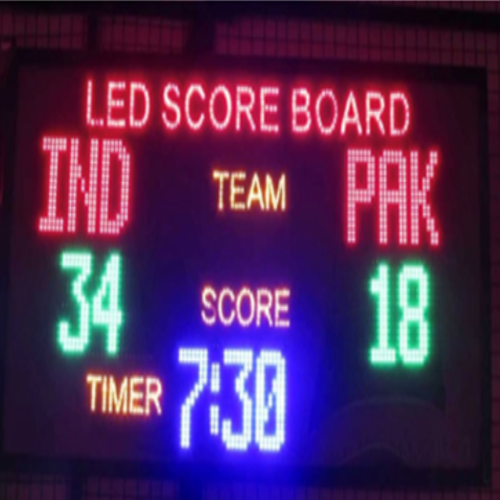 LED SCORE BOARD
IND TEAM PAK
34 SCORE 18
TIMER 7:30